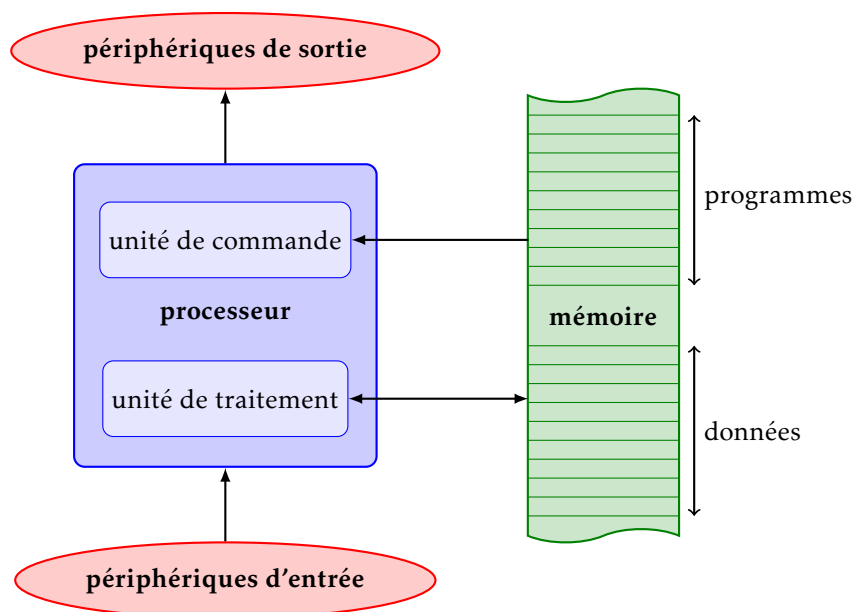 périphériques de sortie
programmes
unité de commande
processeur
mémoire
unité de traitement
données
périphériques d'entrée